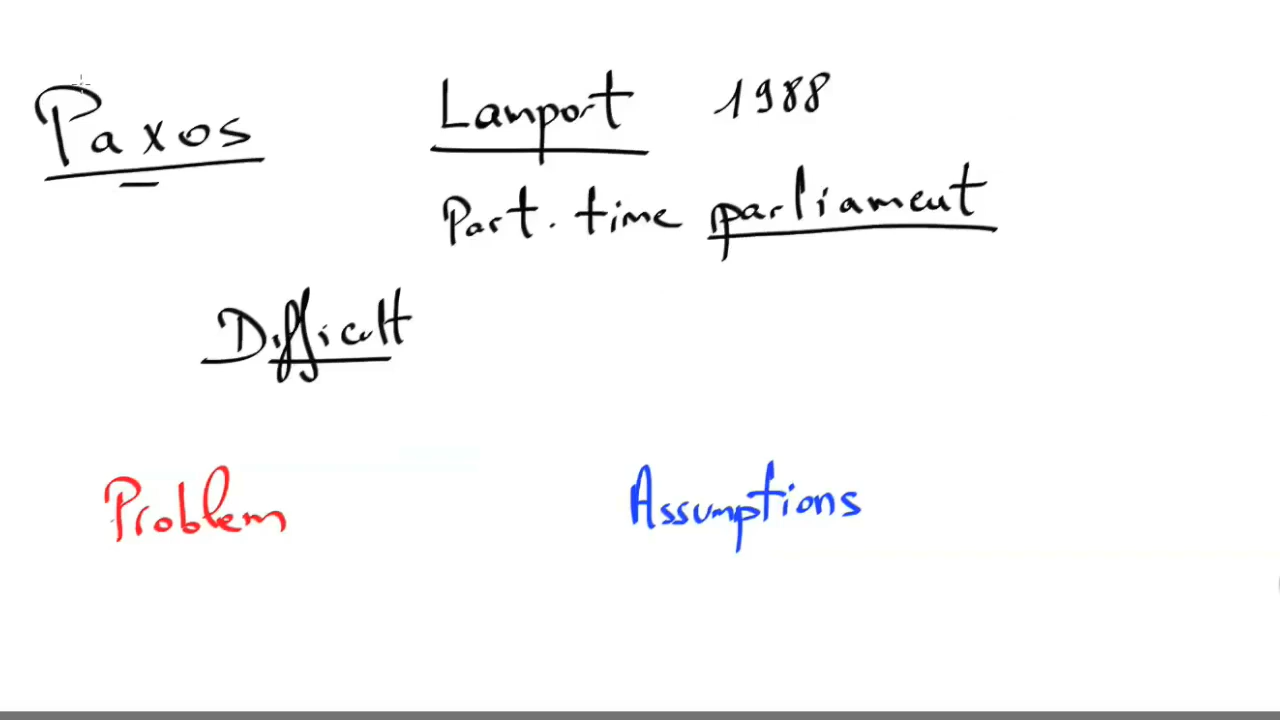 Paxos Lamport 1988
Part. time parliament
Difficult
Problem Assumptions